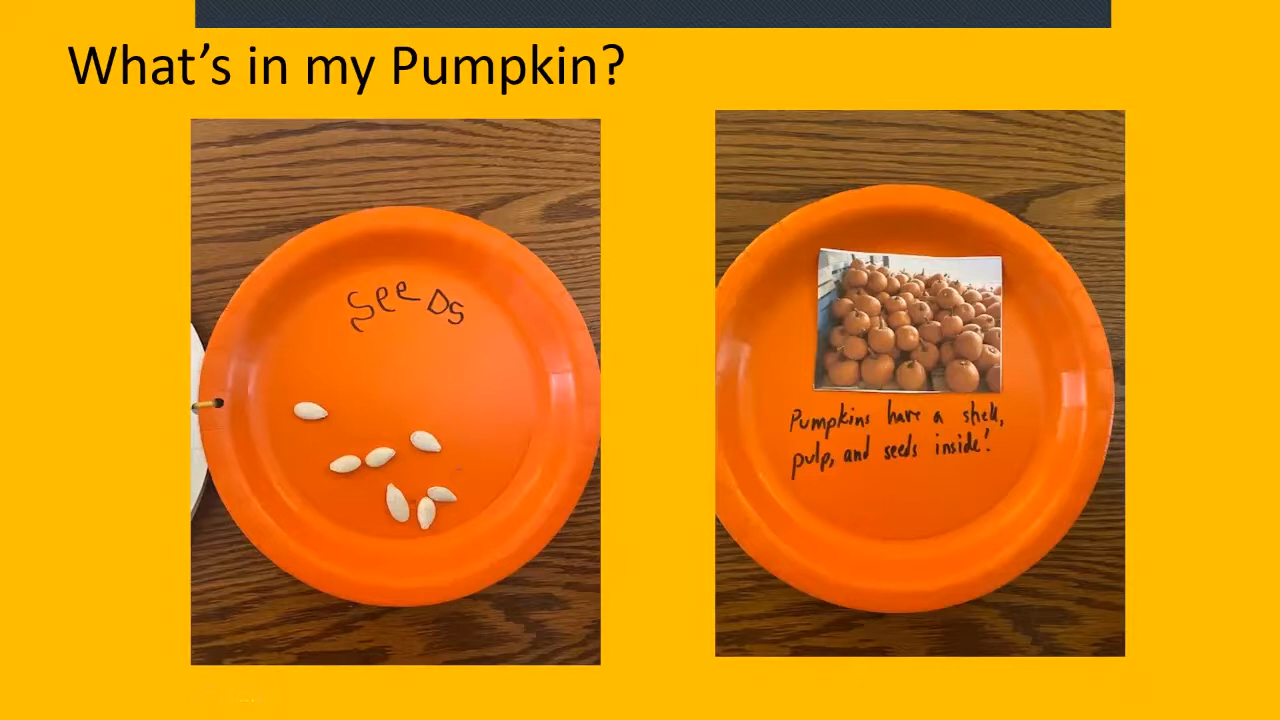 What's in my Pumpkin?
SeeDs
Pumpkins have a shell,
pulp, and seeds inside!